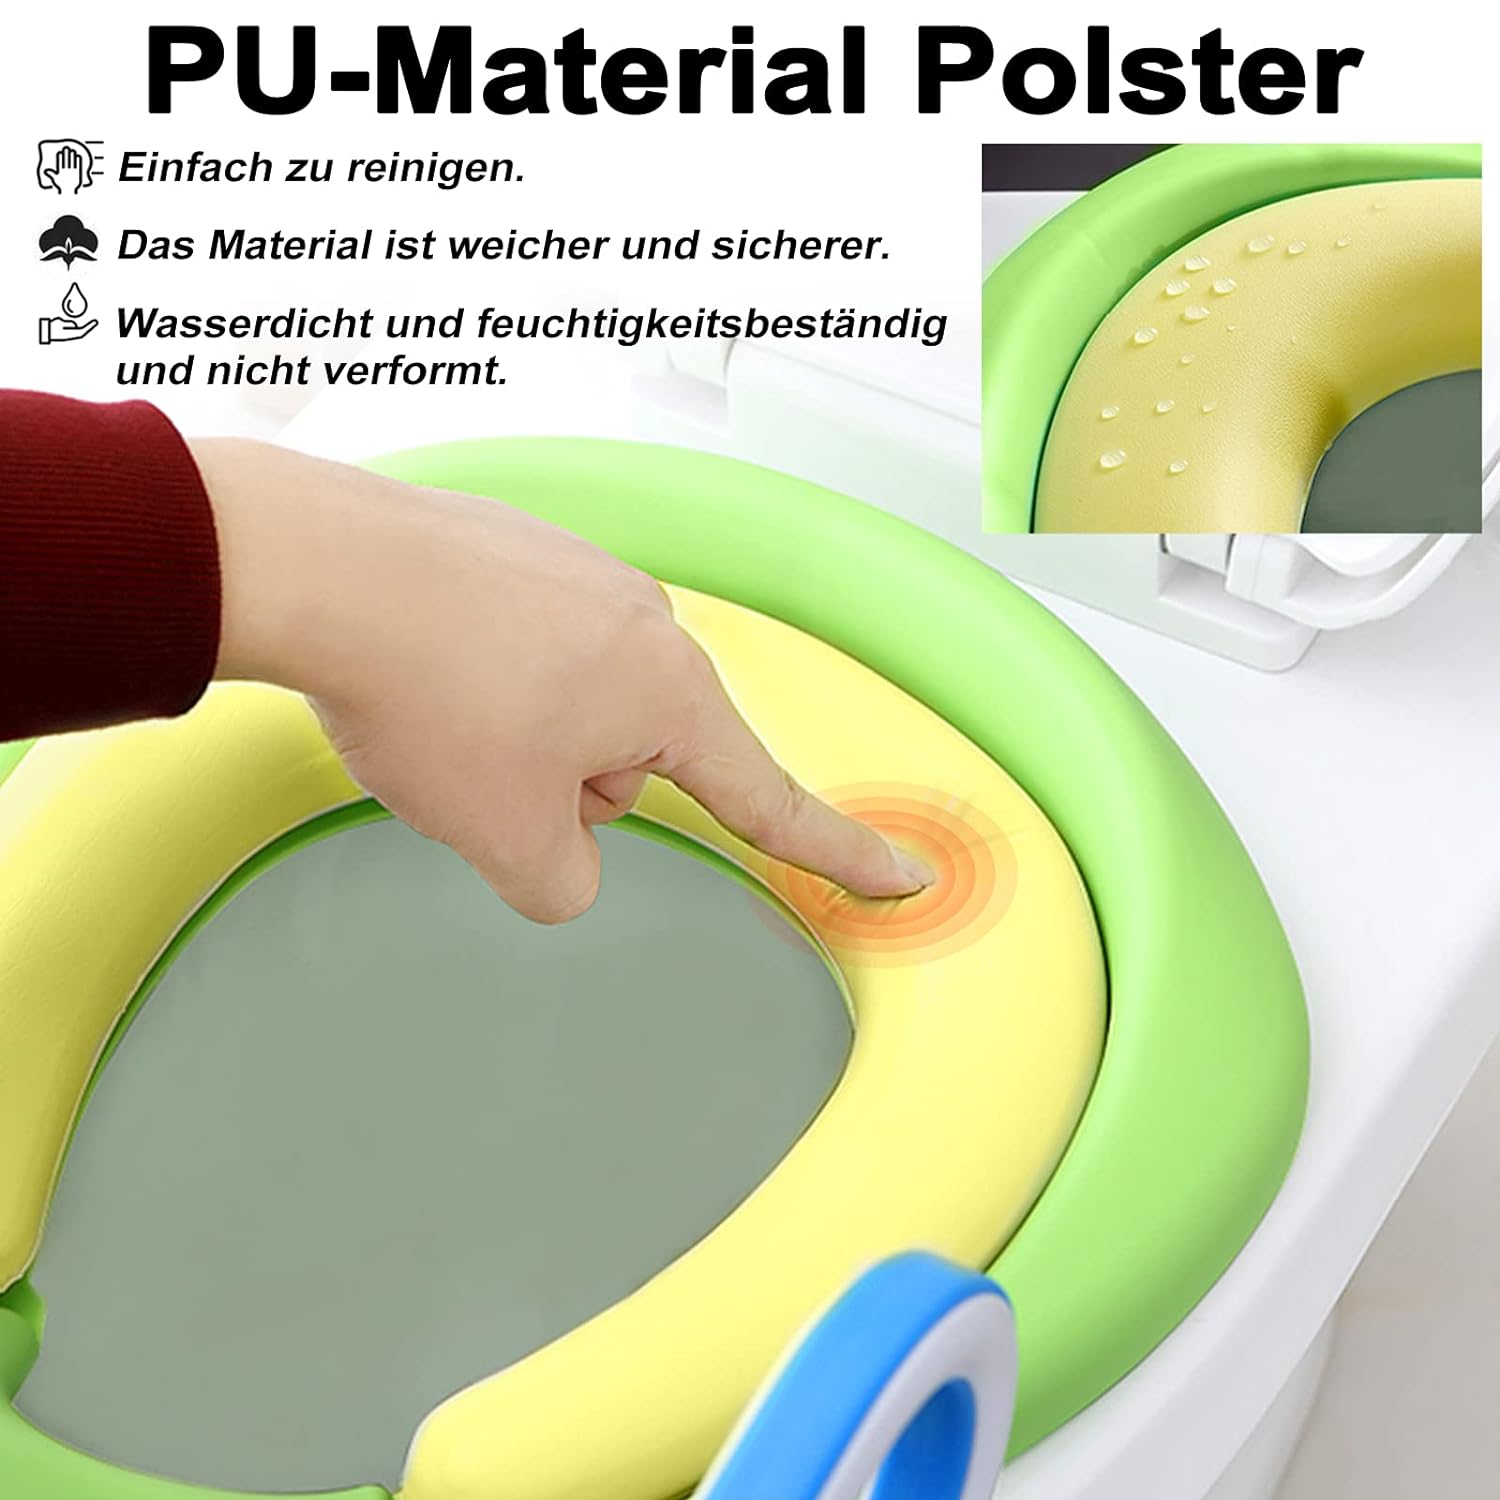 PU-Material Polster
Einfach zu reinigen.
Das Material ist weicher und sicherer.
Wasserdicht und feuchtigkeitsbeständig
und nicht verformt.